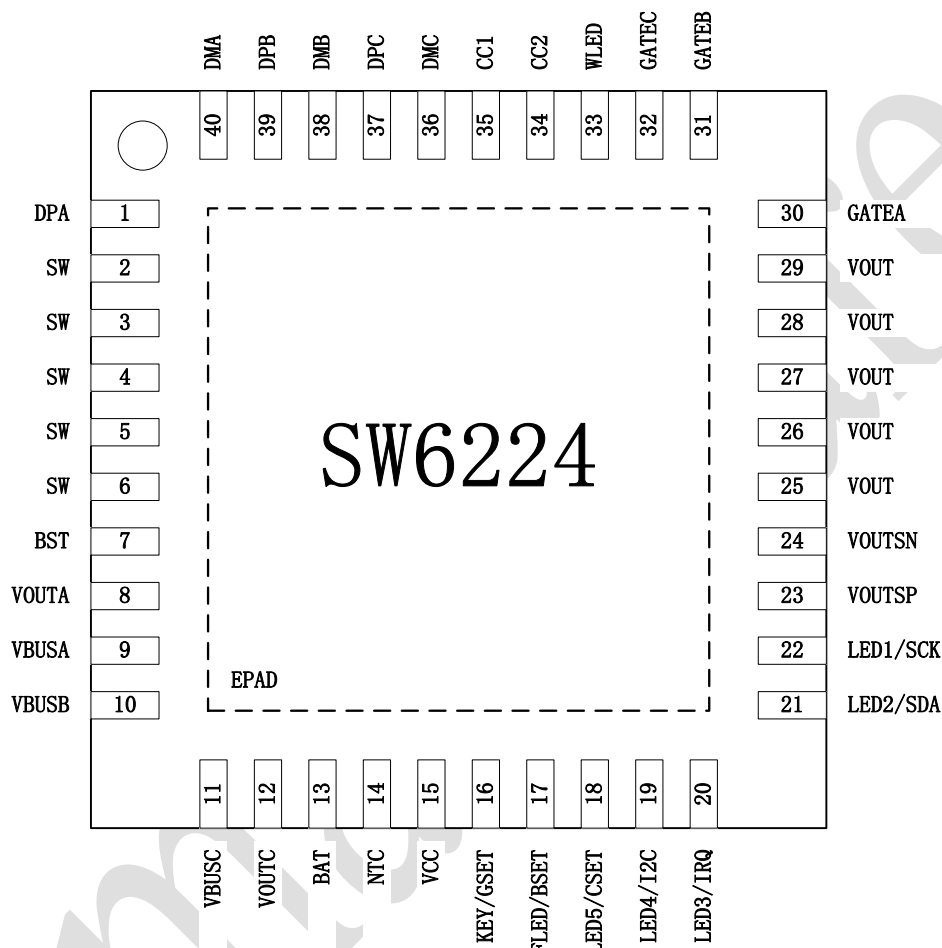 DMA
DPB
DMB
DPC
DMC
CC1
CC2
WLED
GATEC
GATEB
40
39
38
37
36
35
34
33
32
31
DPA 1
30 GATEA
SW 2
29 VOUT
SW 3
28 VOUT
SW 4
27 VOUT
SW 5
26 VOUT
SW 6
25 VOUT
SW6224
BST 7
24 VOUTSN
VOUTA 8
23 VOUTSP
VBUSA 9
22 LED1/SCK
EPAD
VBUSB 10
21 LED2/SDA
11
12
13
14
15
16
17
18
19
20
VBUSC
VOUTC
BAT
NTC
VCC
KEY/GSET
FLED/BSET
LED5/CSET
LED4/I2C
LED3/IRQ